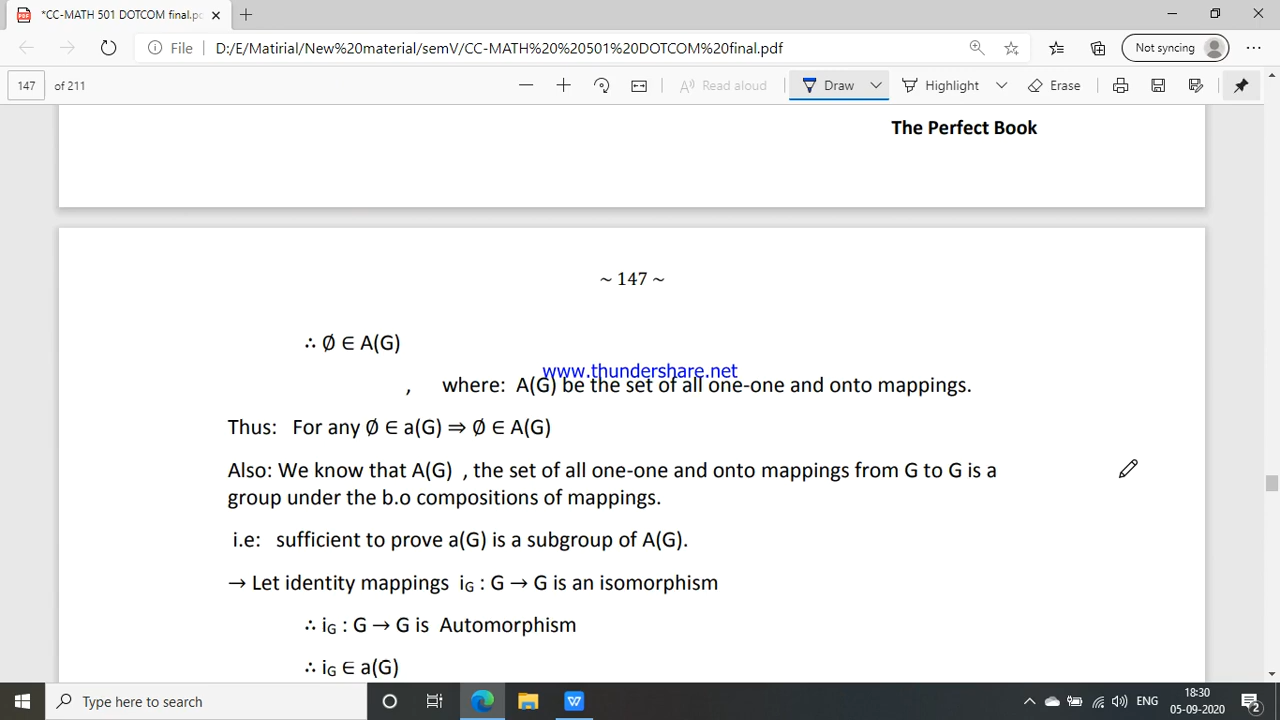 *CC-MATH 501 DOTCOM final.pd
File
D:/E/Matirial/New%20material/semV/CC-MATH%20%20501%20DOTCOM%20final.pdf
Not syncing
147 of 211
Read aloud
Draw
Highlight
Erase
The Perfect Book
~ 147 ~
∴ Ø ∈ A(G)
www.thundershare.net
, where: A(G) be the set of all one-one and onto mappings.
Thus: For any Ø ∈ a(G) ⇒ Ø ∈ A(G)
Also: We know that A(G) , the set of all one-one and onto mappings from G to G is a
group under the b.o compositions of mappings.
i.e: sufficient to prove a(G) is a subgroup of A(G).
→ Let identity mappings iG : G → G is an isomorphism
∴ iG : G → G is Automorphism
∴ iG ∈ a(G)
Type here to search
ENG
18:30
05-09-2020
2